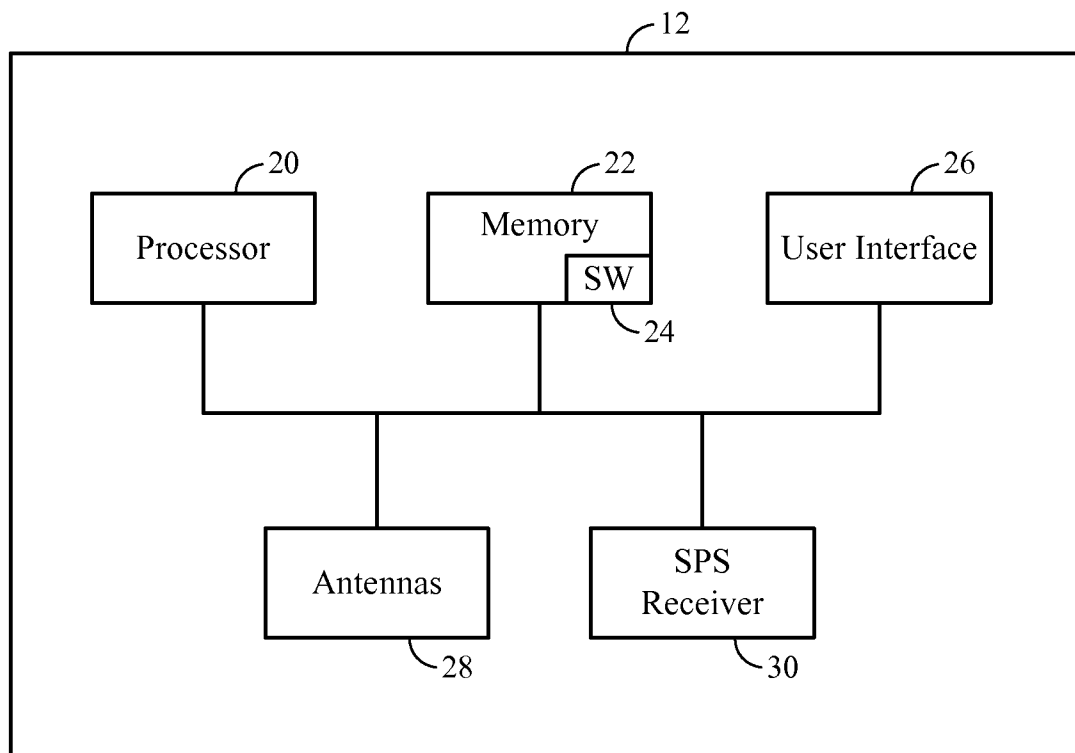 12
20
22
26
Processor
Memory
SW
User Interface
24
Antennas
SPS
Receiver
28
30